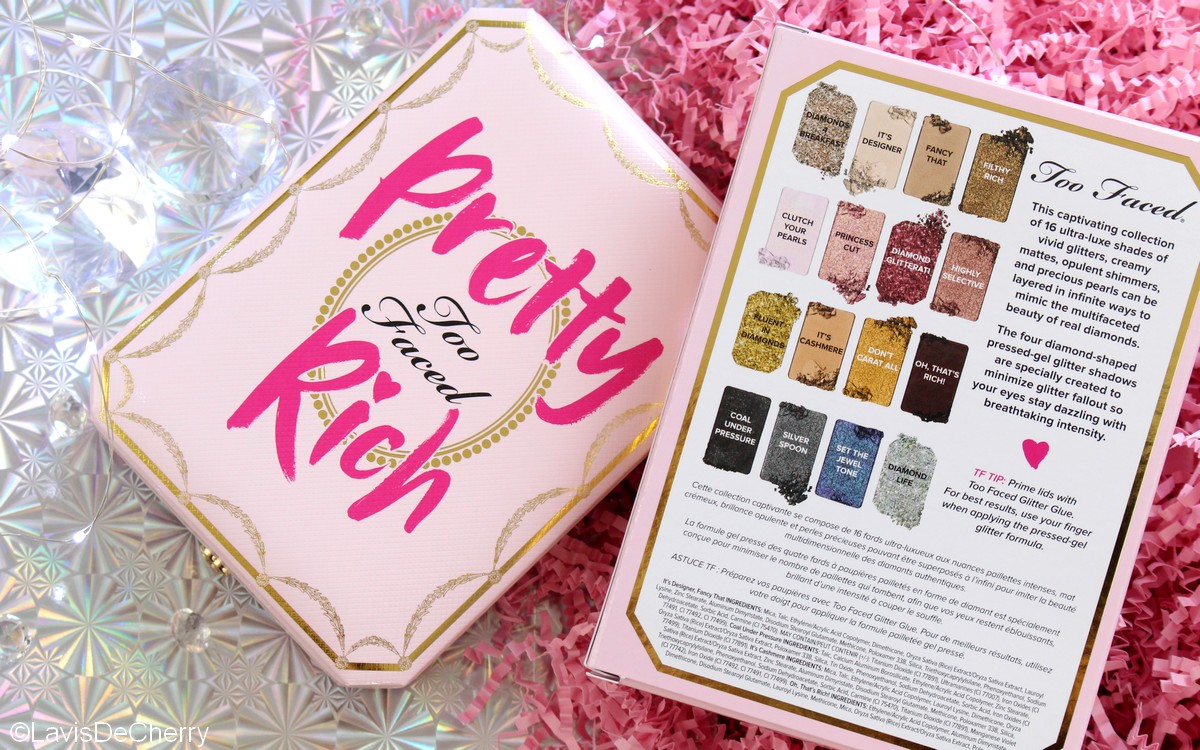 Pretty
Too
Faced
Rich
DIAMONDS
BREAKFAST
IT'S
DESIGNER
FANCY
THAT
FILTHY
RICH
CLUTCH
YOUR
PEARLS
PRINCESS
CUT
DIAMOND
GLITTERATI
HIGHLY
SELECTIVE
FLUENT
IN
DIAMONDS
IT'S
CASHMERE
DON'T
CARAT ALL
OH, THAT'S
RICH!
COAL
UNDER
PRESSURE
SILVER
SPOON
SET THE
JEWEL
TONE
DIAMOND
LIFE
Too Faced®
This captivating collection
of 16 ultra-luxe shades of
vivid glitters, creamy
mattes, opulent shimmers,
and precious pearls can be
layered in infinite ways to
mimic the multifaceted
beauty of real diamonds.
The four diamond-shaped
pressed-gel glitter shadows
are specially created to
minimize glitter fallout so
your eyes stay dazzling with
breathtaking intensity.
TF TIP: Prime lids with
Too Faced Glitter Glue.
For best results, use your finger
when applying the pressed-gel
glitter formula.
Cette collection captivante se compose de 16 fards ultra-luxueux aux nuances pailletées intenses, mat
crémeux, brillance opulente et perles précieuses pouvant être superposés à l'infini pour imiter la beauté
multidimensionnelle des diamants authentiques.
La formule gel pressé des quatre fards à paupières pailletés en forme de diamant est spécialement
conçue pour minimiser le nombre de paillettes qui tombent, afin que vos yeux restent éblouissants,
brillant d'une intensité à couper le souffle.
ASTUCE TF : Préparez vos paupières avec Too Faced Glitter Glue. Pour de meilleurs résultats, utilisez
votre doigt pour appliquer la formule pailletée gel pressé.
©LavisDeCherry